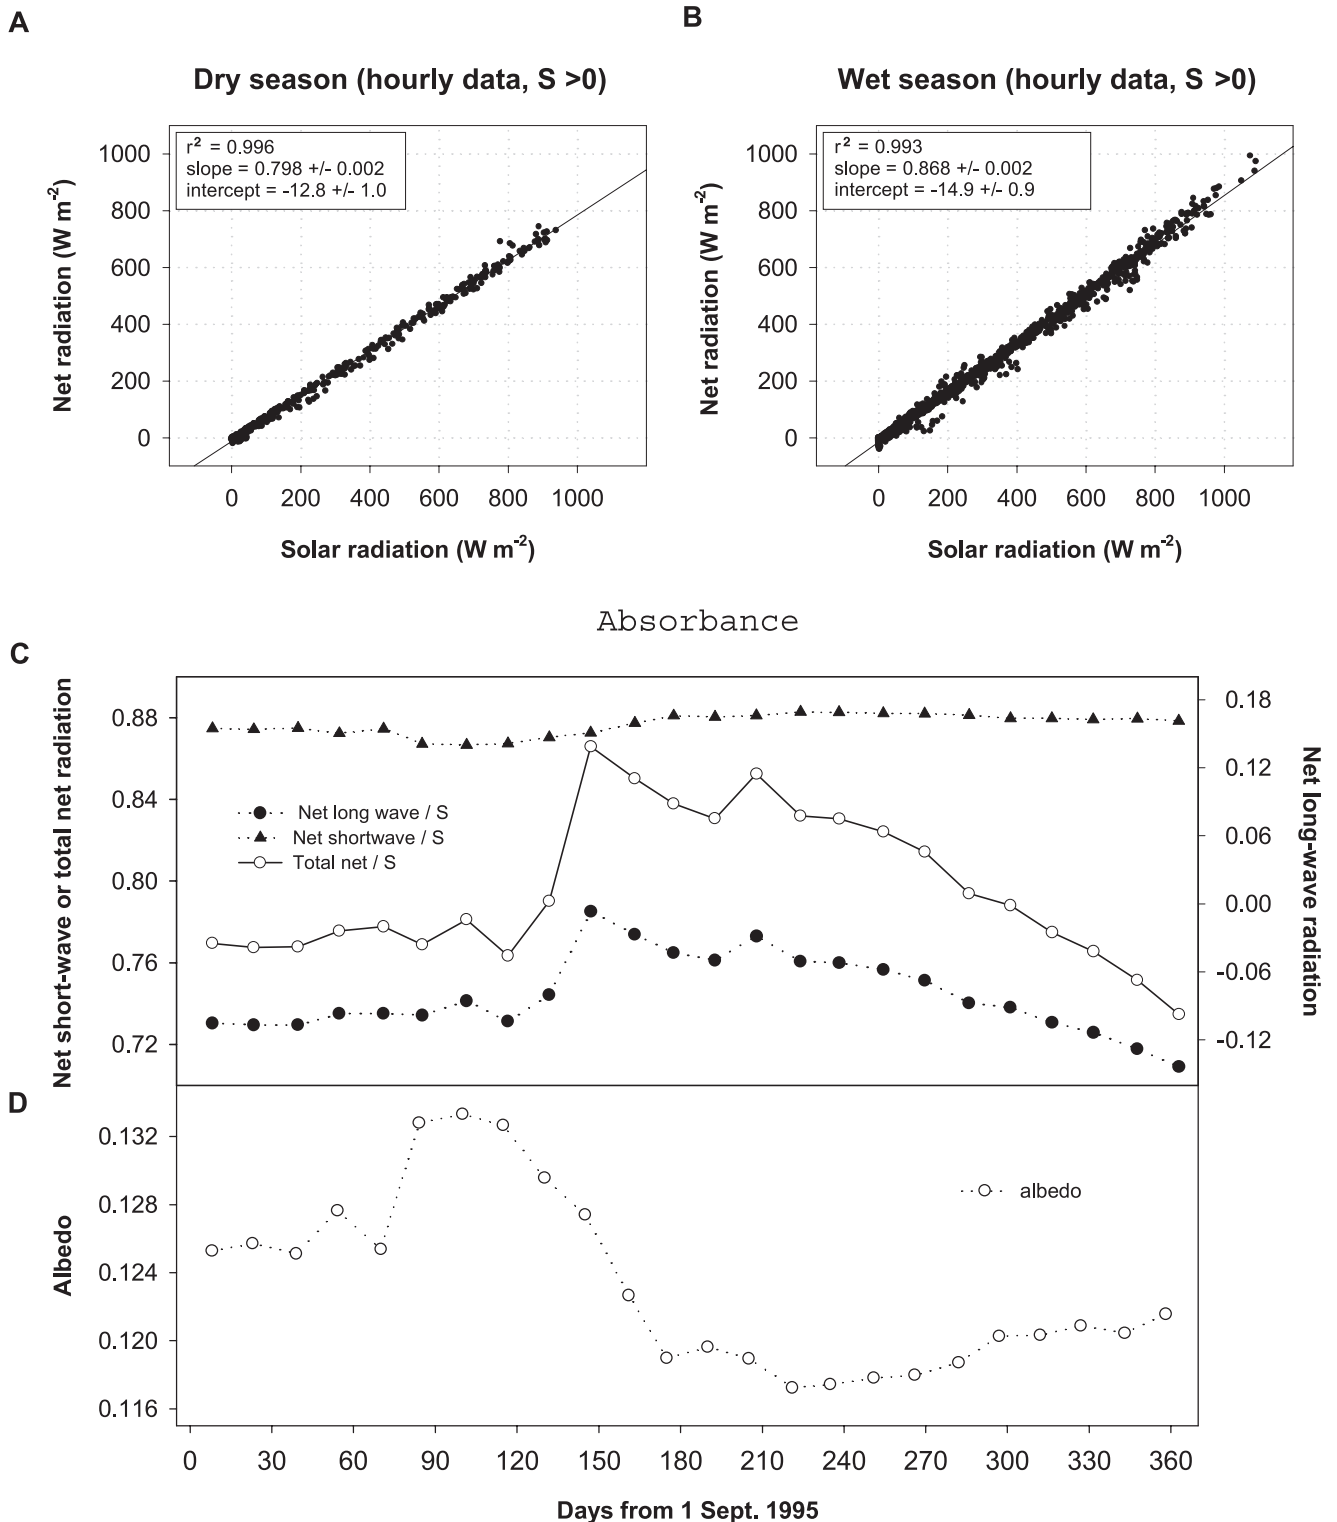 A
B
Dry season (hourly data, S >0)
Wet season (hourly data, S >0)
r² = 0.996
slope = 0.798 +/- 0.002
intercept = -12.8 +/- 1.0
r² = 0.993
slope = 0.868 +/- 0.002
intercept = -14.9 +/- 0.9
Net radiation (W m⁻²)
1000
800
600
400
200
0
0 200 400 600 800 1000
Solar radiation (W m⁻²)
Net radiation (W m⁻²)
1000
800
600
400
200
0
0 200 400 600 800 1000
Solar radiation (W m⁻²)
Absorbance
C
Net short-wave or total net radiation
0.88
0.84
0.80
0.76
0.72
Net long wave / S
Net shortwave / S
Total net / S
0.18
0.12
0.06
0.00
-0.06
-0.12
Net long-wave radiation
D
Albedo
0.132
0.128
0.124
0.120
0.116
albedo
0 30 60 90 120 150 180 210 240 270 300 330 360
Days from 1 Sept. 1995